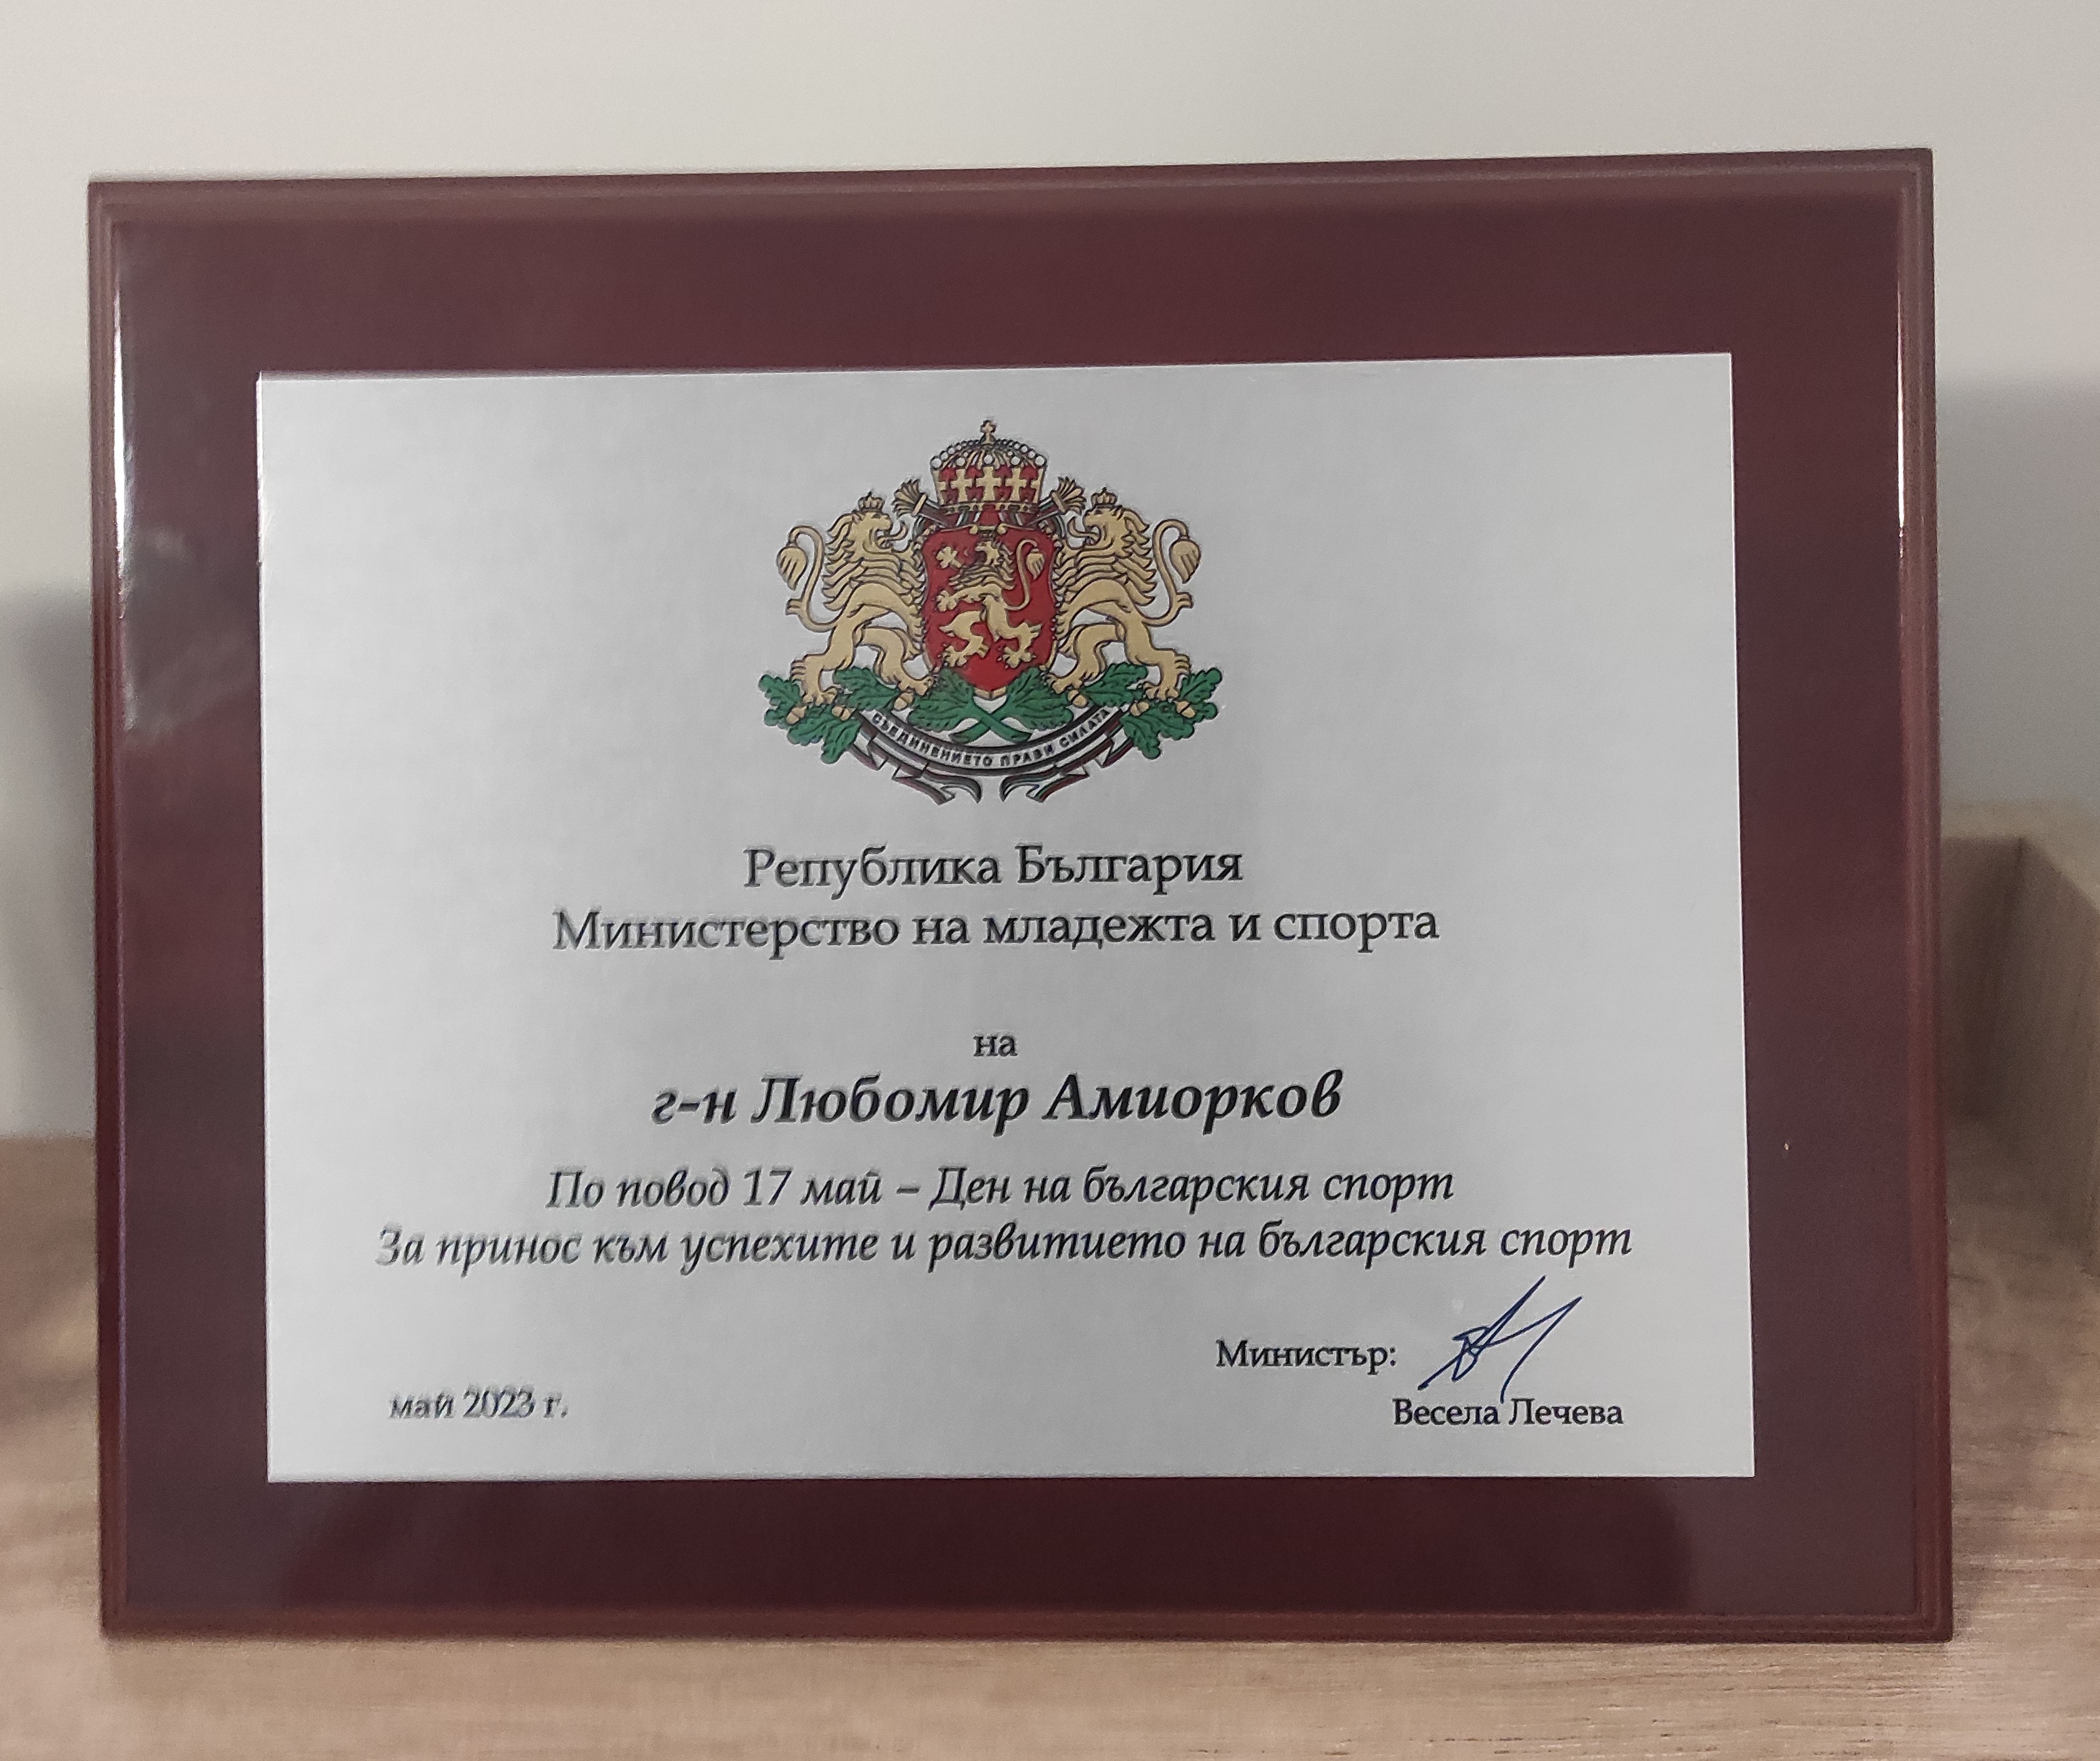 СЪЕДИНЕНИЕТО ПРАВИ СИЛАТА
Република България
Министерство на младежта и спорта
на
г-н Любомир Амиорков
По повод 17 май – Ден на българския спорт
За принос към успехите и развитието на българския спорт
Министър:
Весела Лечева
май 2023 г.